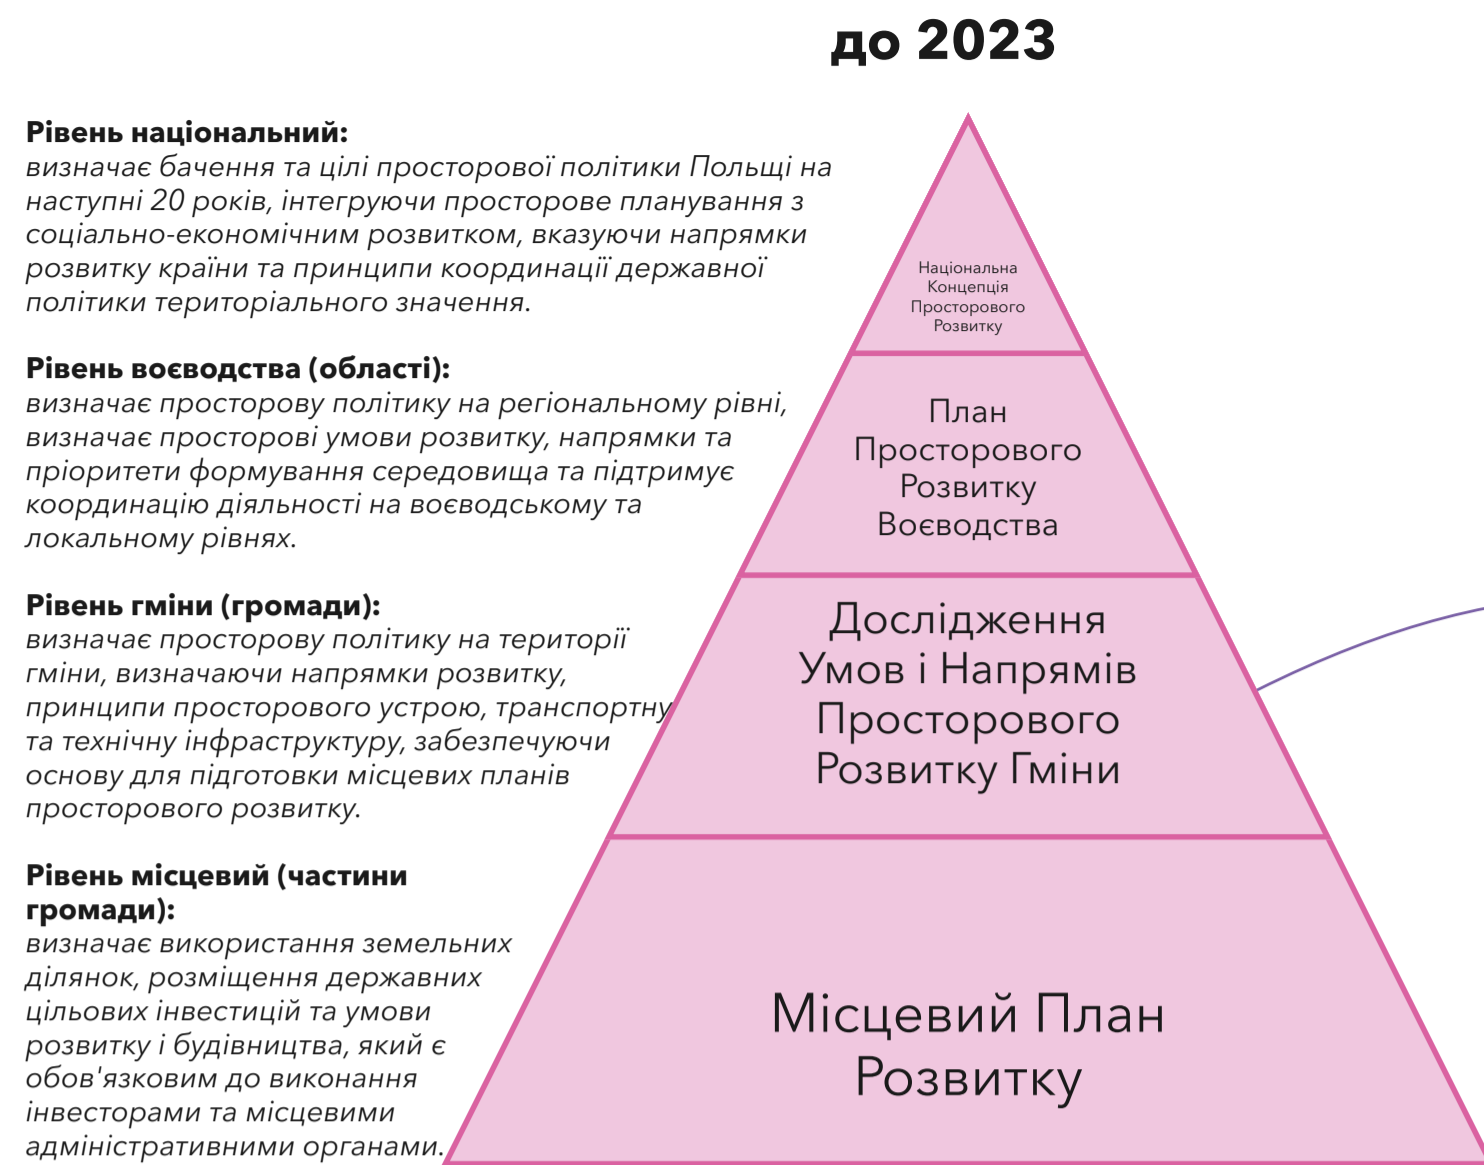 до 2023
Рівень національний:
визначає бачення та цілі просторової політики Польщі на
наступні 20 років, інтегруючи просторове планування з
соціально-економічним розвитком, вказуючи напрямки
розвитку країни та принципи координації державної
політики територіального значення.
Рівень воєводства (області):
визначає просторову політику на регіональному рівні,
визначає просторові умови розвитку, напрямки та
пріоритети формування середовища та підтримує
координацію діяльності на воєводському та
локальному рівнях.
Рівень гміни (громади):
визначає просторову політику на території
гміни, визначаючи напрямки розвитку,
принципи просторового устрою, транспортну
та технічну інфраструктуру, забезпечуючи
основу для підготовки місцевих планів
просторового розвитку.
Рівень місцевий (частини
громади):
визначає використання земельних
ділянок, розміщення державних
цільових інвестицій та умови
розвитку і будівництва, який є
обов'язковим до виконання
інвесторами та місцевими
адміністративними органами.
Національна
Концепція
Просторового
Розвитку
План
Просторового
Розвитку
Воєводства
Дослідження
Умов і Напрямів
Просторового
Розвитку Гміни
Місцевий План
Розвитку